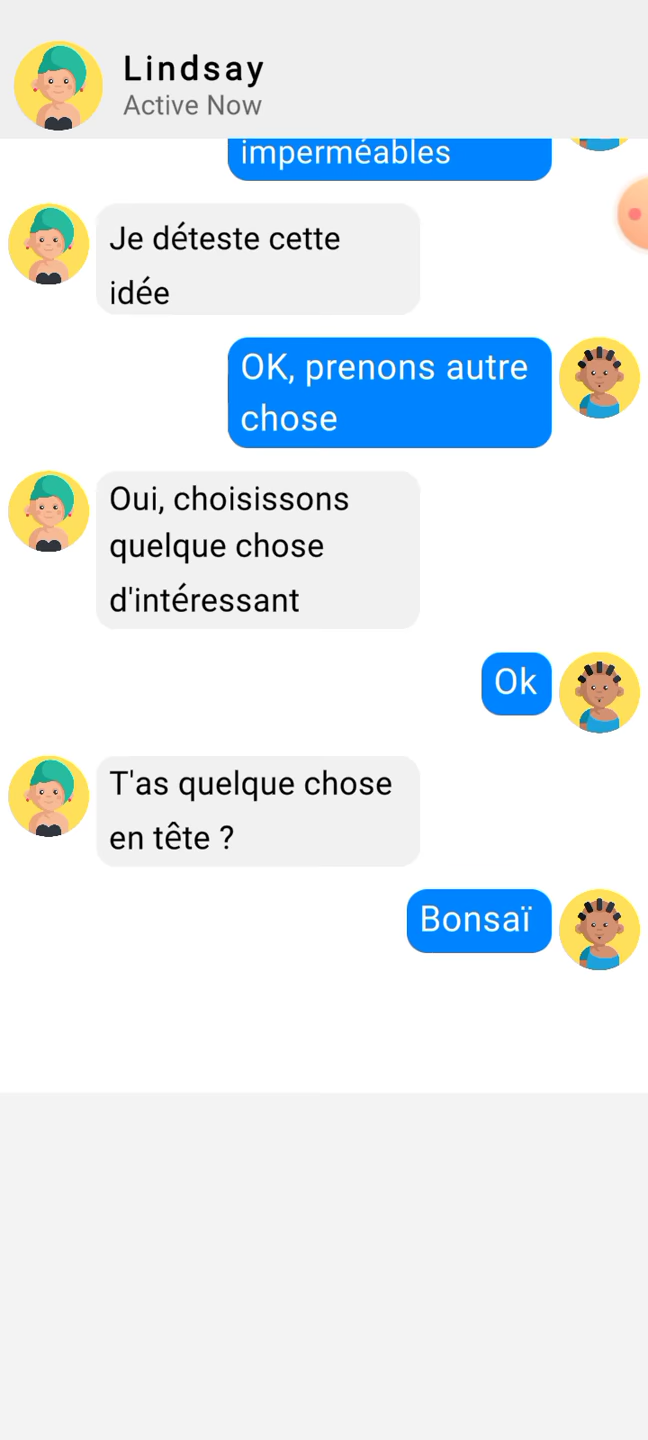 Lindsay
Active Now
imperméables
Je déteste cette
idée
OK, prenons autre
chose
Oui, choisissons
quelque chose
d'intéressant
Ok
T'as quelque chose
en tête ?
Bonsaï